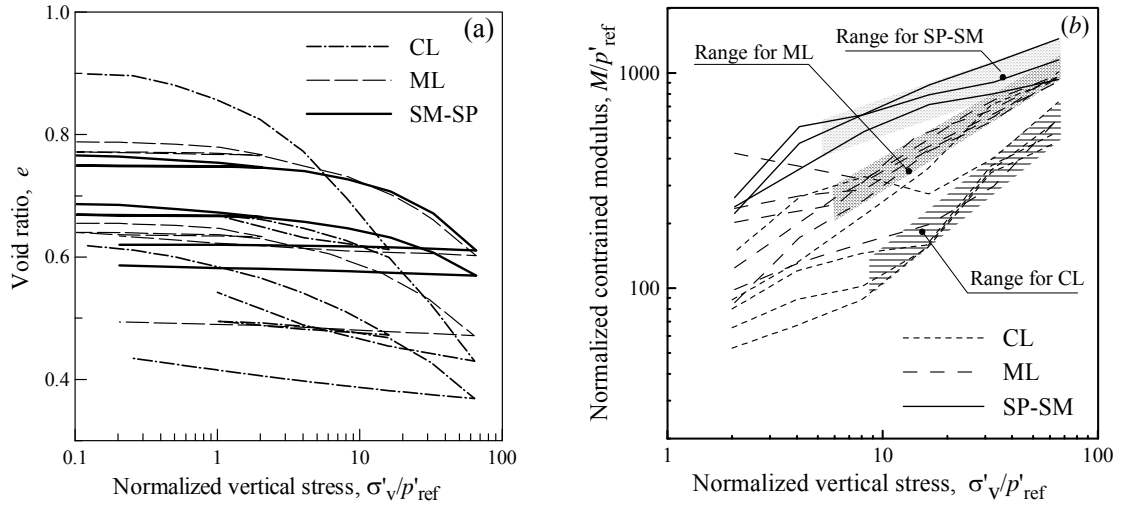 (a)
CL
ML
SM-SP
1.0
0.8
0.6
0.4
Void ratio, e
0.1
1
10
100
Normalized vertical stress, σ'v/p'ref
(b)
Range for SP-SM
Range for ML
Range for CL
CL
ML
SP-SM
1000
100
Normalized contrained modulus, M/p'ref
1
10
100
Normalized vertical stress, σ'v/p'ref